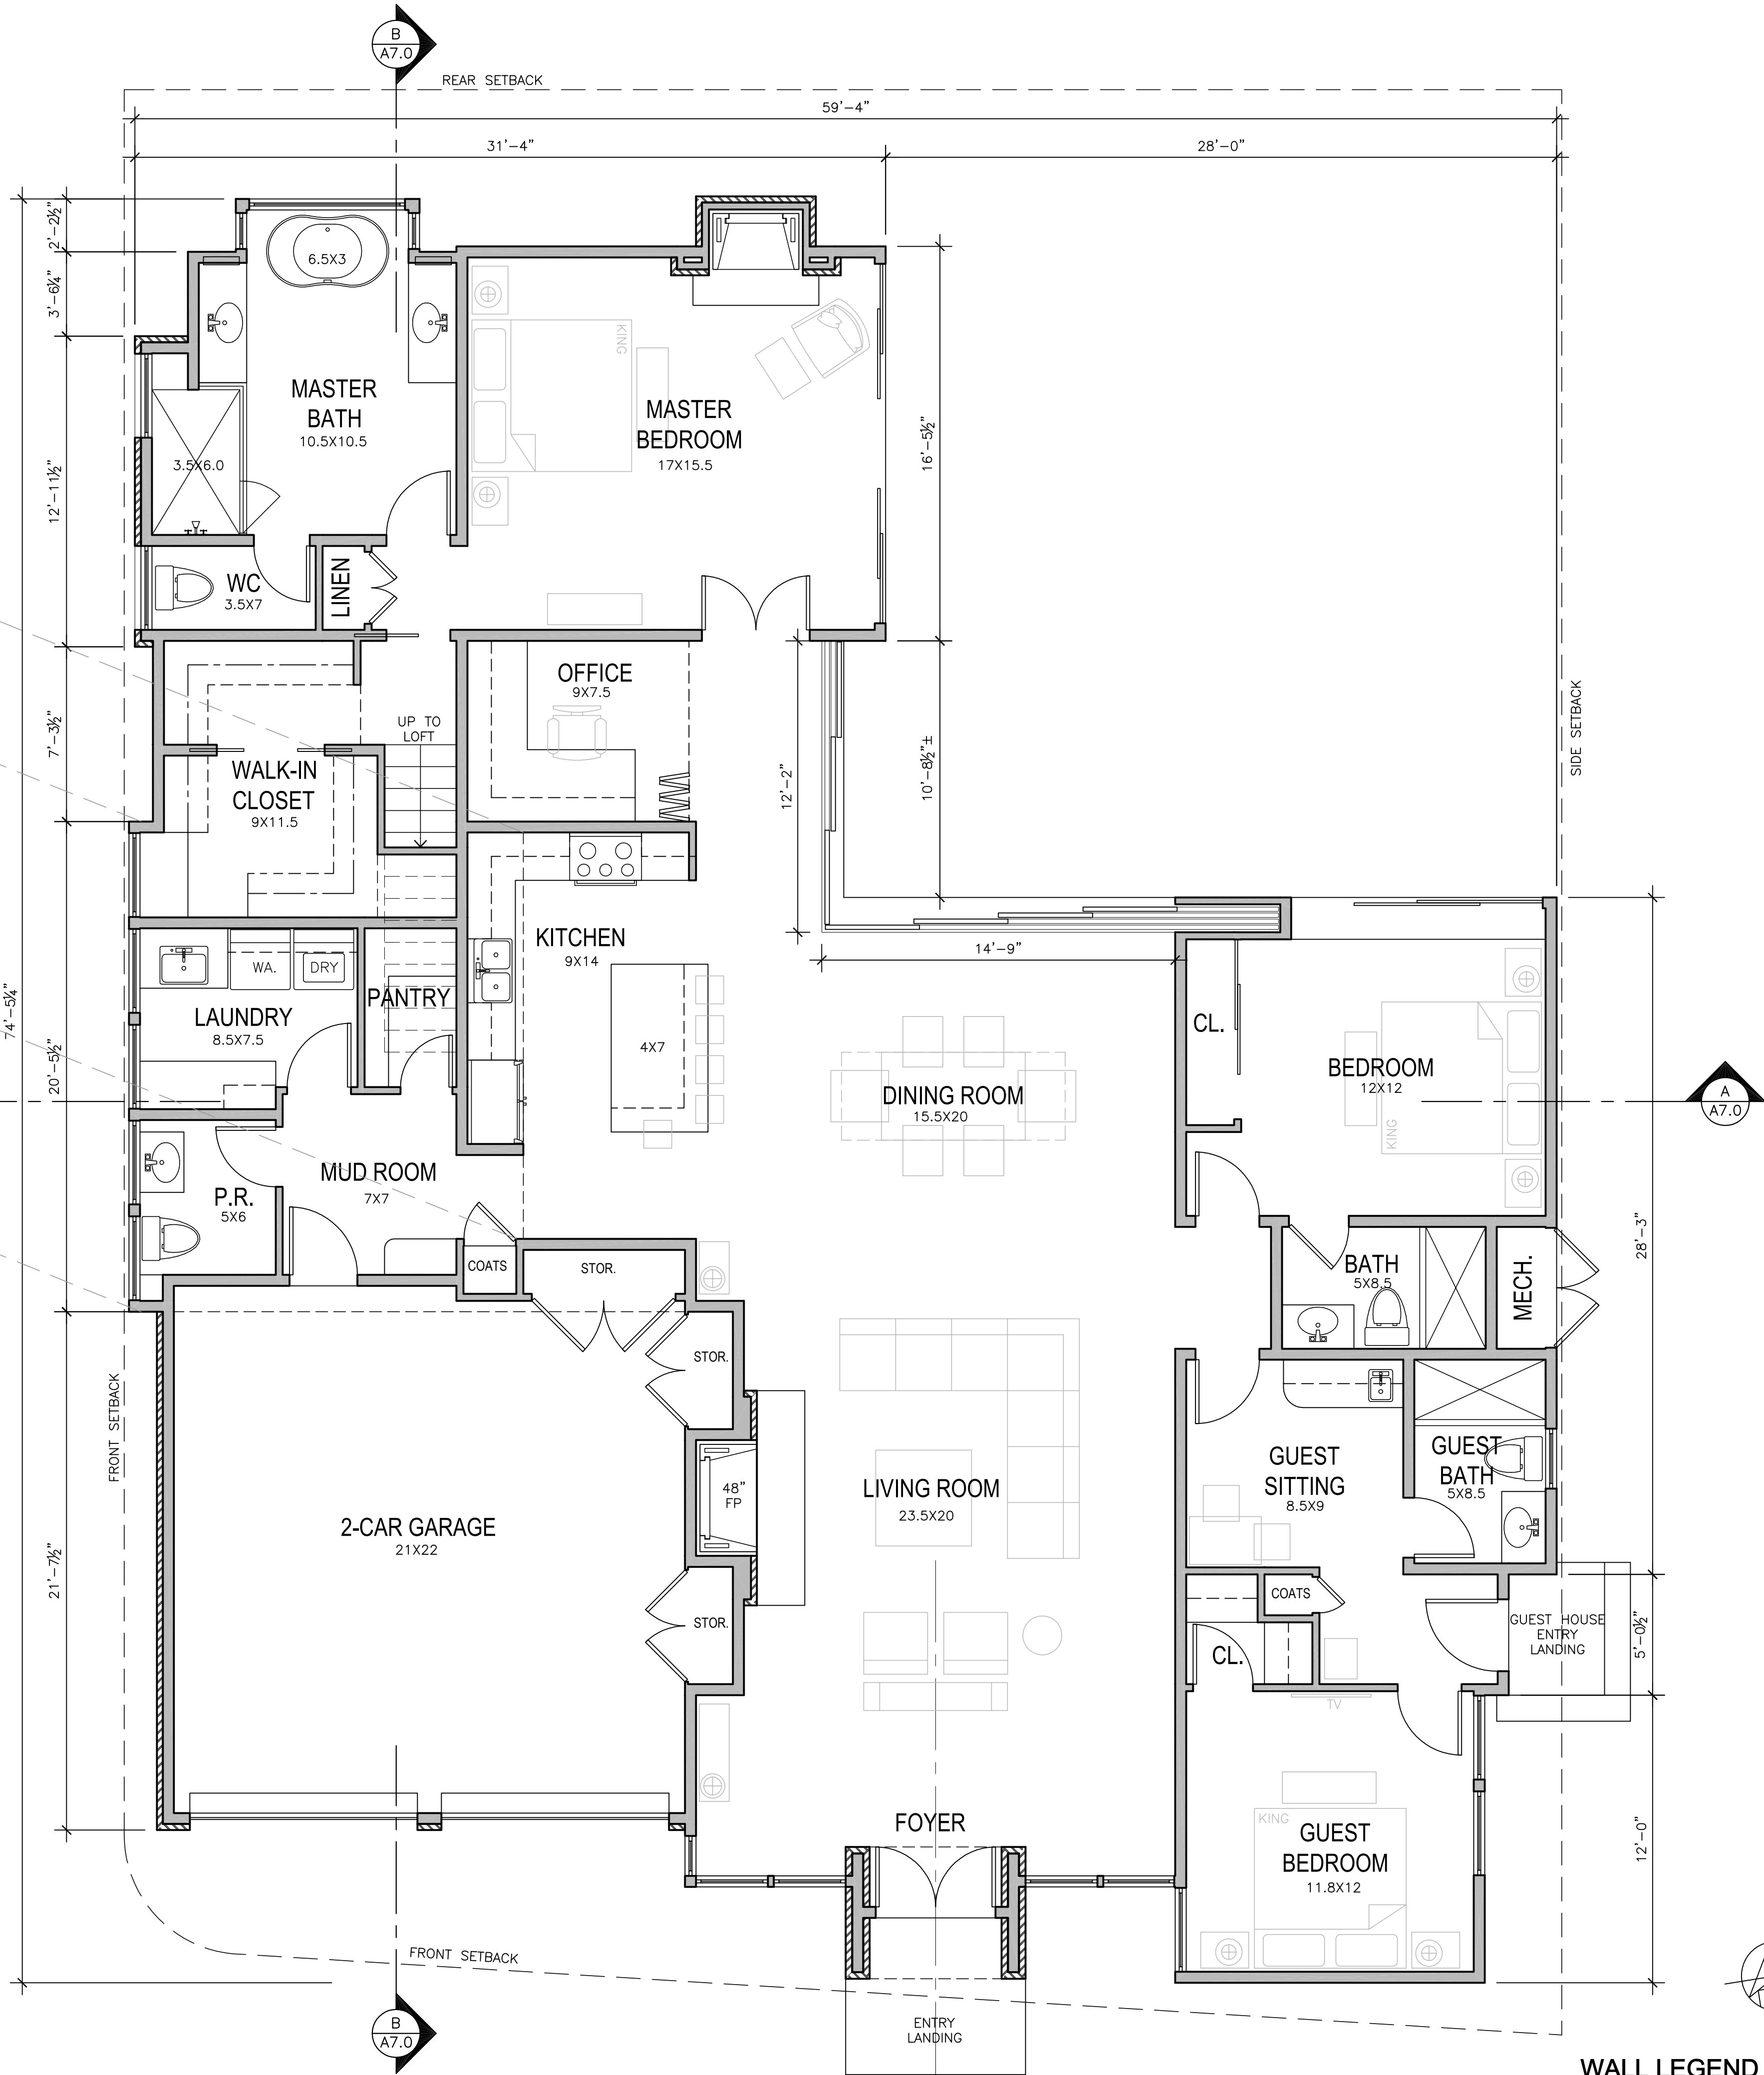 B
A7.0
REAR SETBACK
59'-4"
31'-4"
28'-0"
2'-2½"
3'-6¼"
12'-11½"
7'-3½"
74'-5¼"
20'-5½"
21'-7½"
6.5X3
MASTER
BATH
10.5X10.5
3.5X6.0
KING
MASTER
BEDROOM
17X15.5
16'-5½"
WC
3.5X7
LINEN
OFFICE
9X7.5
UP TO
LOFT
WALK-IN
CLOSET
9X11.5
12'-2"
10'-8½"±
SIDE SETBACK
KITCHEN
9X14
14'-9"
WA.
DRY
PANTRY
LAUNDRY
8.5X7.5
4X7
CL.
BEDROOM
12X12
KING
DINING ROOM
15.5X20
A
A7.0
MUD ROOM
7X7
P.R.
5X6
COATS
STOR.
STOR.
BATH
5X8.5
MECH.
28'-3"
FRONT SETBACK
GUEST
SITTING
8.5X9
GUEST
BATH
5X8.5
48"
FP
LIVING ROOM
23.5X20
2-CAR GARAGE
21X22
COATS
STOR.
CL.
GUEST HOUSE
ENTRY
LANDING
5'-0½"
TV
FOYER
KING
GUEST
BEDROOM
11.8X12
12'-0"
FRONT SETBACK
B
A7.0
ENTRY
LANDING
WALL LEGEND